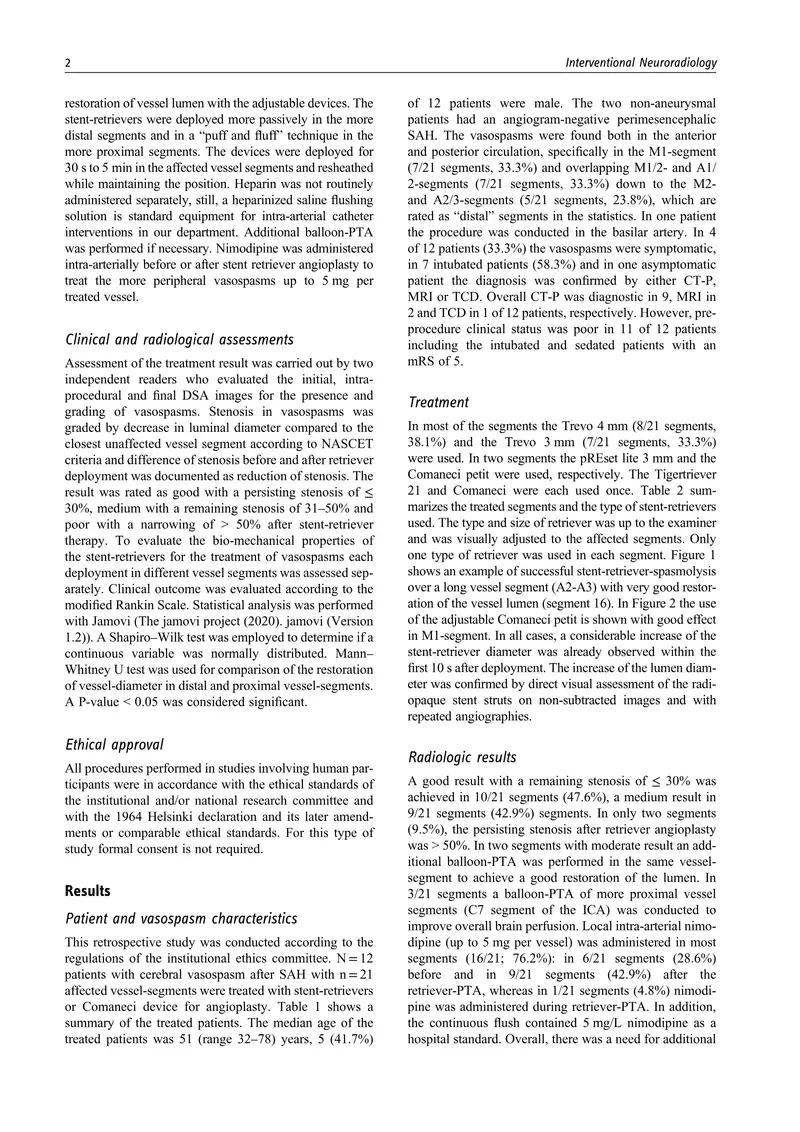 2
Interventional Neuroradiology
restoration of vessel lumen with the adjustable devices. The
stent-retrievers were deployed more passively in the more
distal segments and in a “puff and fluff” technique in the
more proximal segments. The devices were deployed for
30 s to 5 min in the affected vessel segments and resheathed
while maintaining the position. Heparin was not routinely
administered separately, still, a heparinized saline flushing
solution is standard equipment for intra-arterial catheter
interventions in our department. Additional balloon-PTA
was performed if necessary. Nimodipine was administered
intra-arterially before or after stent retriever angioplasty to
treat the more peripheral vasospasms up to 5 mg per
treated vessel.
Clinical and radiological assessments
Assessment of the treatment result was carried out by two
independent readers who evaluated the initial, intra-
procedural and final DSA images for the presence and
grading of vasospasms. Stenosis in vasospasms was
graded by decrease in luminal diameter compared to the
closest unaffected vessel segment according to NASCET
criteria and difference of stenosis before and after retriever
deployment was documented as reduction of stenosis. The
result was rated as good with a persisting stenosis of ≤
30%, medium with a remaining stenosis of 31–50% and
poor with a narrowing of > 50% after stent-retriever
therapy. To evaluate the bio-mechanical properties of
the stent-retrievers for the treatment of vasospasms each
deployment in different vessel segments was assessed sep-
arately. Clinical outcome was evaluated according to the
modified Rankin Scale. Statistical analysis was performed
with Jamovi (The jamovi project (2020). jamovi (Version
1.2)). A Shapiro–Wilk test was employed to determine if a
continuous variable was normally distributed. Mann–
Whitney U test was used for comparison of the restoration
of vessel-diameter in distal and proximal vessel-segments.
A P-value < 0.05 was considered significant.
Ethical approval
All procedures performed in studies involving human par-
ticipants were in accordance with the ethical standards of
the institutional and/or national research committee and
with the 1964 Helsinki declaration and its later amend-
ments or comparable ethical standards. For this type of
study formal consent is not required.
Results
Patient and vasospasm characteristics
This retrospective study was conducted according to the
regulations of the institutional ethics committee. N = 12
patients with cerebral vasospasm after SAH with n = 21
affected vessel-segments were treated with stent-retrievers
or Comaneci device for angioplasty. Table 1 shows a
summary of the treated patients. The median age of the
treated patients was 51 (range 32–78) years, 5 (41.7%)
of 12 patients were male. The two non-aneurysmal
patients had an angiogram-negative perimesencephalic
SAH. The vasospasms were found both in the anterior
and posterior circulation, specifically in the M1-segment
(7/21 segments, 33.3%) and overlapping M1/2- and A1/
2-segments (7/21 segments, 33.3%) down to the M2-
and A2/3-segments (5/21 segments, 23.8%), which are
rated as “distal” segments in the statistics. In one patient
the procedure was conducted in the basilar artery. In 4
of 12 patients (33.3%) the vasospasms were symptomatic,
in 7 intubated patients (58.3%) and in one asymptomatic
patient the diagnosis was confirmed by either CT-P,
MRI or TCD. Overall CT-P was diagnostic in 9, MRI in
2 and TCD in 1 of 12 patients, respectively. However, pre-
procedure clinical status was poor in 11 of 12 patients
including the intubated and sedated patients with an
mRS of 5.
Treatment
In most of the segments the Trevo 4 mm (8/21 segments,
38.1%) and the Trevo 3 mm (7/21 segments, 33.3%)
were used. In two segments the pREset lite 3 mm and the
Comaneci petit were used, respectively. The Tigertriever
21 and Comaneci were each used once. Table 2 sum-
marizes the treated segments and the type of stent-retrievers
used. The type and size of retriever was up to the examiner
and was visually adjusted to the affected segments. Only
one type of retriever was used in each segment. Figure 1
shows an example of successful stent-retriever-spasmolysis
over a long vessel segment (A2-A3) with very good restor-
ation of the vessel lumen (segment 16). In Figure 2 the use
of the adjustable Comaneci petit is shown with good effect
in M1-segment. In all cases, a considerable increase of the
stent-retriever diameter was already observed within the
first 10 s after deployment. The increase of the lumen diam-
eter was confirmed by direct visual assessment of the radi-
opaque stent struts on non-subtracted images and with
repeated angiographies.
Radiologic results
A good result with a remaining stenosis of ≤ 30% was
achieved in 10/21 segments (47.6%), a medium result in
9/21 segments (42.9%) segments. In only two segments
(9.5%), the persisting stenosis after retriever angioplasty
was > 50%. In two segments with moderate result an add-
itional balloon-PTA was performed in the same vessel-
segment to achieve a good restoration of the lumen. In
3/21 segments a balloon-PTA of more proximal vessel
segments (C7 segment of the ICA) was conducted to
improve overall brain perfusion. Local intra-arterial nimo-
dipine (up to 5 mg per vessel) was administered in most
segments (16/21; 76.2%): in 6/21 segments (28.6%)
before and in 9/21 segments (42.9%) after the
retriever-PTA, whereas in 1/21 segments (4.8%) nimodi-
pine was administered during retriever-PTA. In addition,
the continuous flush contained 5 mg/L nimodipine as a
hospital standard. Overall, there was a need for additional